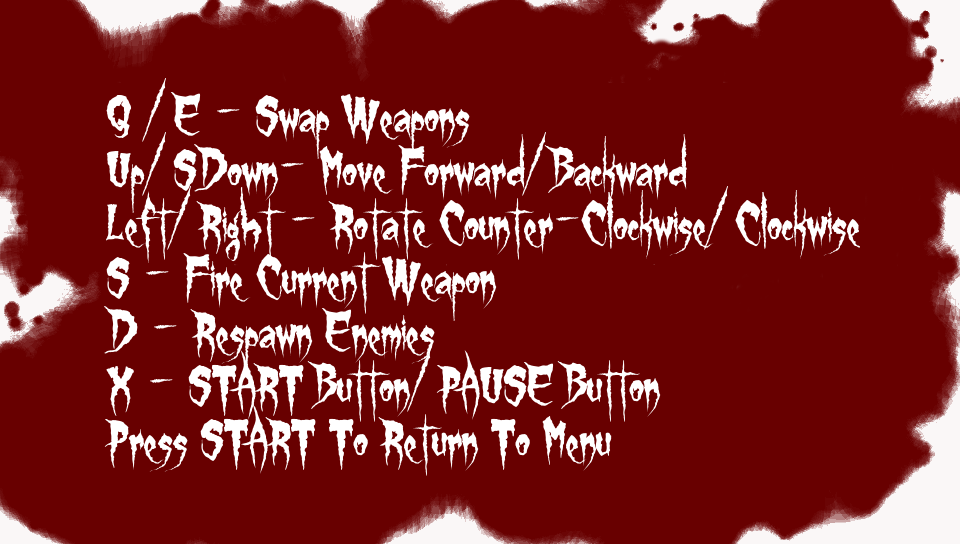 Q / E - Swap Weapons
Up/ SDown- Move Forward/Backward
Left/ Right - Rotate Counter-Clockwise/ Clockwise
S - Fire Current Weapon
D - Respawn Enemies
X - START Button/ PAUSE Button
Press START To Return To Menu